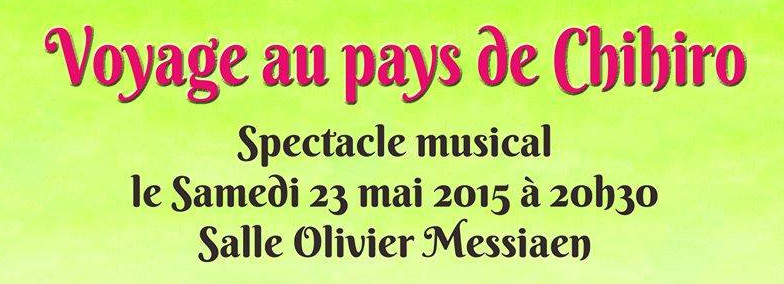 Voyage au pays de Chihiro
Spectacle musical
le Samedi 23 mai 2015 à 20h30
Salle Olivier Messiaen